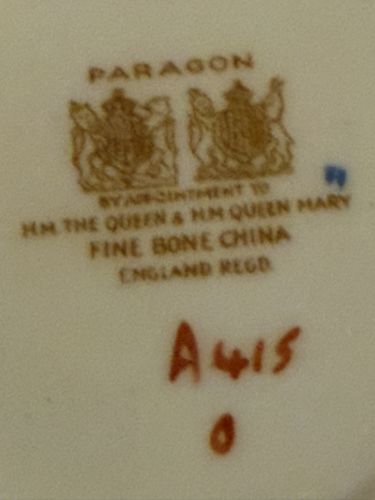 PARAGON
BY APPOINTMENT TO
H.M. THE QUEEN & H.M. QUEEN MARY
FINE BONE CHINA
ENGLAND REGD.
A415
0